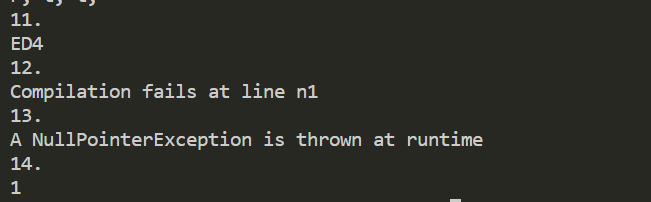 11.
ED4
12.
Compilation fails at line n1
13.
A NullPointerException is thrown at runtime
14.
1